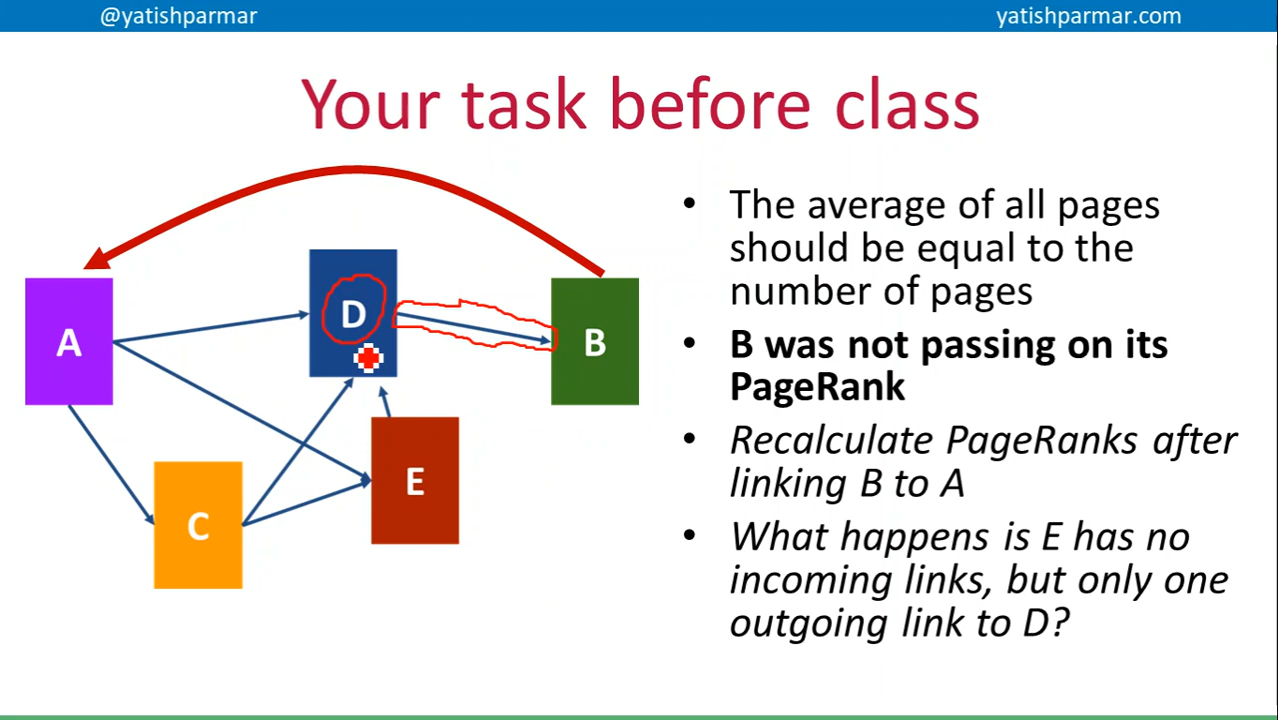 @yatishparmar
yatishparmar.com
Your task before class
A
D
B
E
C
• The average of all pages
should be equal to the
number of pages
• B was not passing on its
PageRank
• Recalculate PageRanks after
linking B to A
• What happens is E has no
incoming links, but only one
outgoing link to D?